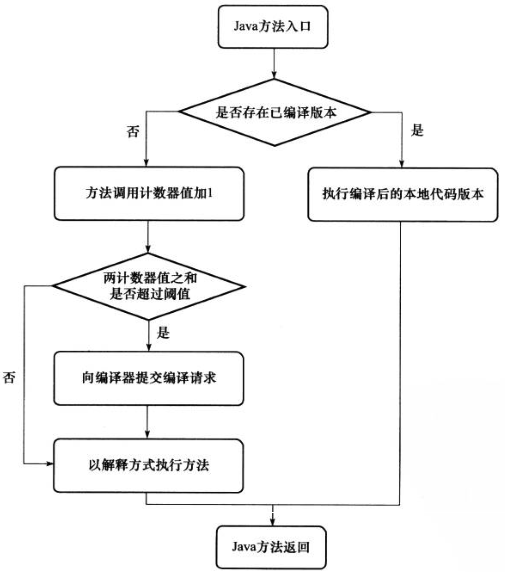 Java方法入口
是否存在已编译版本
否
是
方法调用计数器值加1
执行编译后的本地代码版本
两计数器值之和
是否超过阈值
是
向编译器提交编译请求
否
以解释方式执行方法
Java方法返回